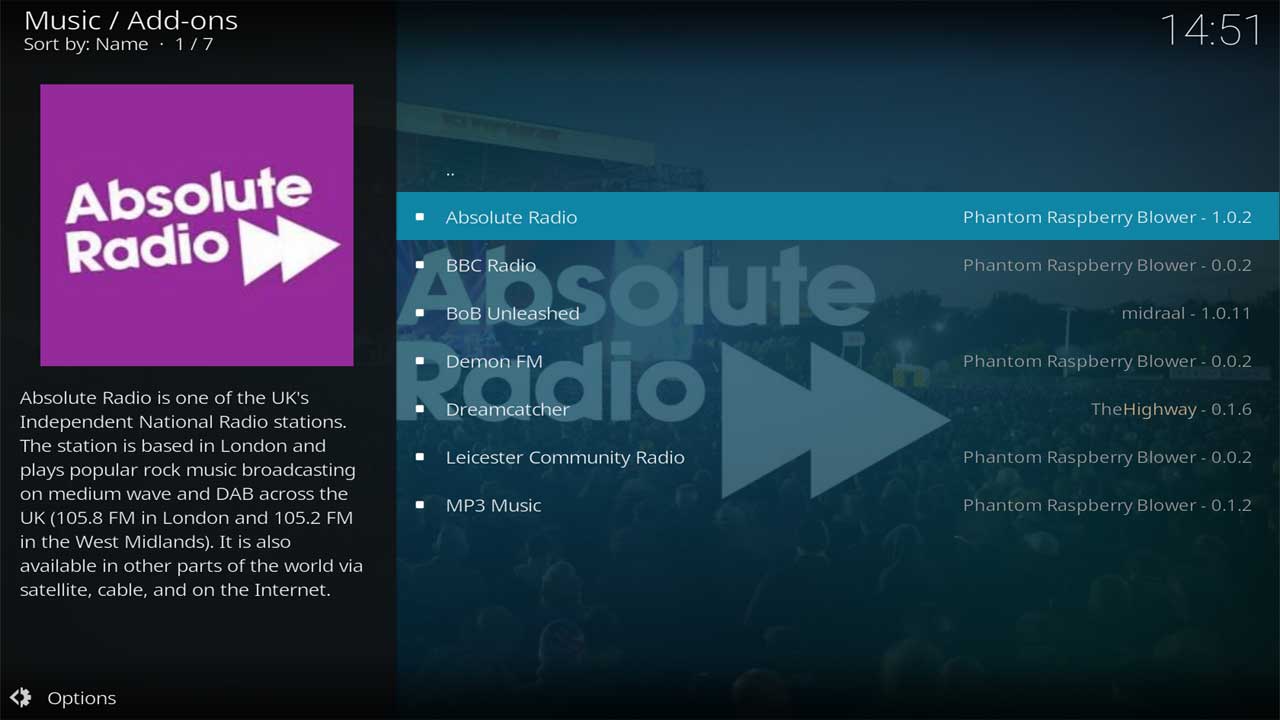 Music / Add-ons
Sort by: Name · 1 / 7
14:51
Absolute
Radio
Absolute Radio is one of the UK's
Independent National Radio stations.
The station is based in London and
plays popular rock music broadcasting
on medium wave and DAB across the
UK (105.8 FM in London and 105.2 FM
in the West Midlands). It is also
available in other parts of the world via
satellite, cable, and on the Internet.
..
Absolute Radio Phantom Raspberry Blower - 1.0.2
BBC Radio Phantom Raspberry Blower - 0.0.2
BoB Unleashed midraal - 1.0.11
Demon FM Phantom Raspberry Blower - 0.0.2
Dreamcatcher TheHighway - 0.1.6
Leicester Community Radio Phantom Raspberry Blower - 0.0.2
MP3 Music Phantom Raspberry Blower - 0.1.2
Absolute
Radio
Options